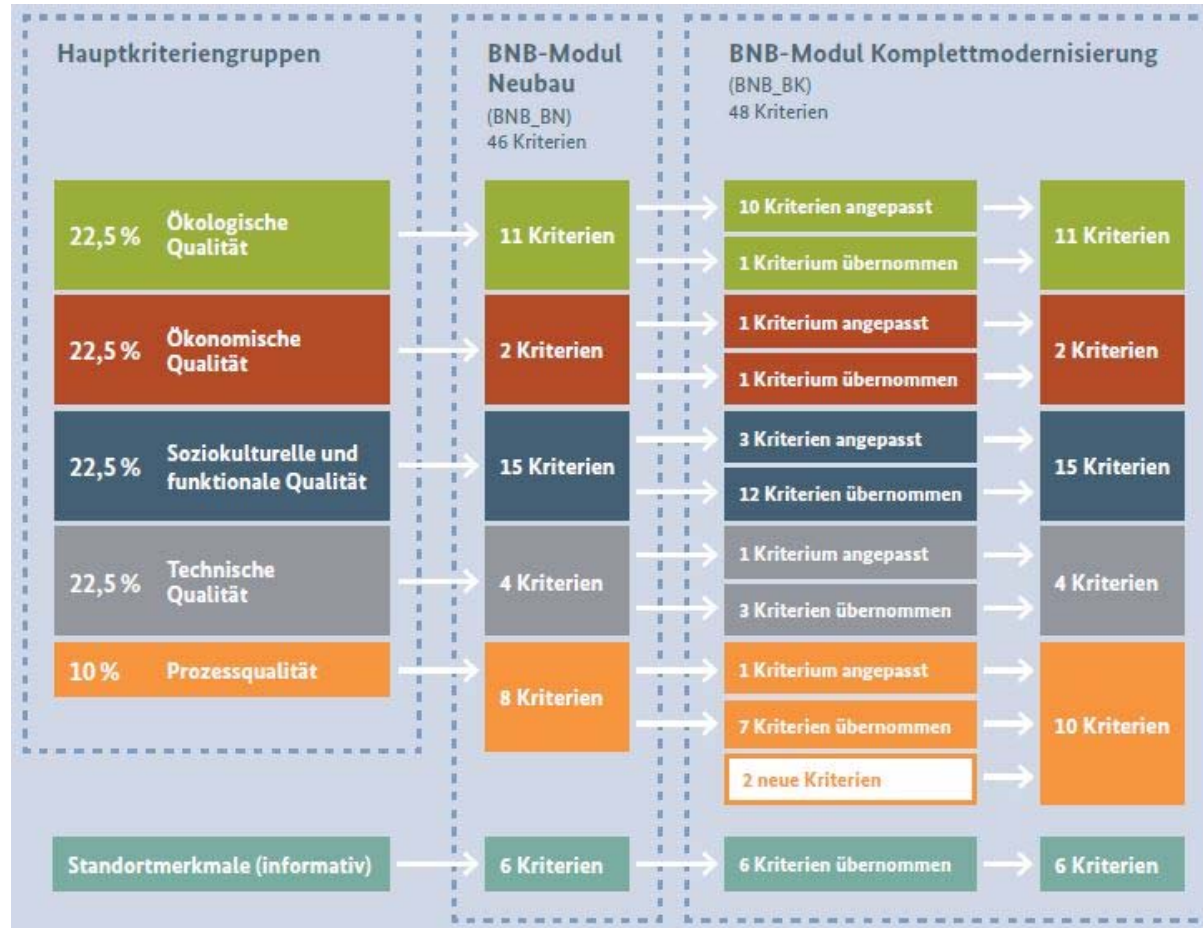 Hauptkriteriengruppen
BNB-Modul
Neubau
(BNB_BN)
46 Kriterien
BNB-Modul Komplettmodernisierung
(BNB_BK)
48 Kriterien
22,5 % Ökologische
Qualität
11 Kriterien
10 Kriterien angepasst
1 Kriterium übernommen
11 Kriterien
22,5 % Ökonomische
Qualität
2 Kriterien
1 Kriterium angepasst
1 Kriterium übernommen
2 Kriterien
22,5 % Soziokulturelle und
funktionale Qualität
15 Kriterien
3 Kriterien angepasst
12 Kriterien übernommen
15 Kriterien
22,5 % Technische
Qualität
4 Kriterien
1 Kriterium angepasst
3 Kriterien übernommen
4 Kriterien
10 % Prozessqualität
8 Kriterien
1 Kriterium angepasst
7 Kriterien übernommen
2 neue Kriterien
10 Kriterien
Standortmerkmale (informativ)
6 Kriterien
6 Kriterien übernommen
6 Kriterien